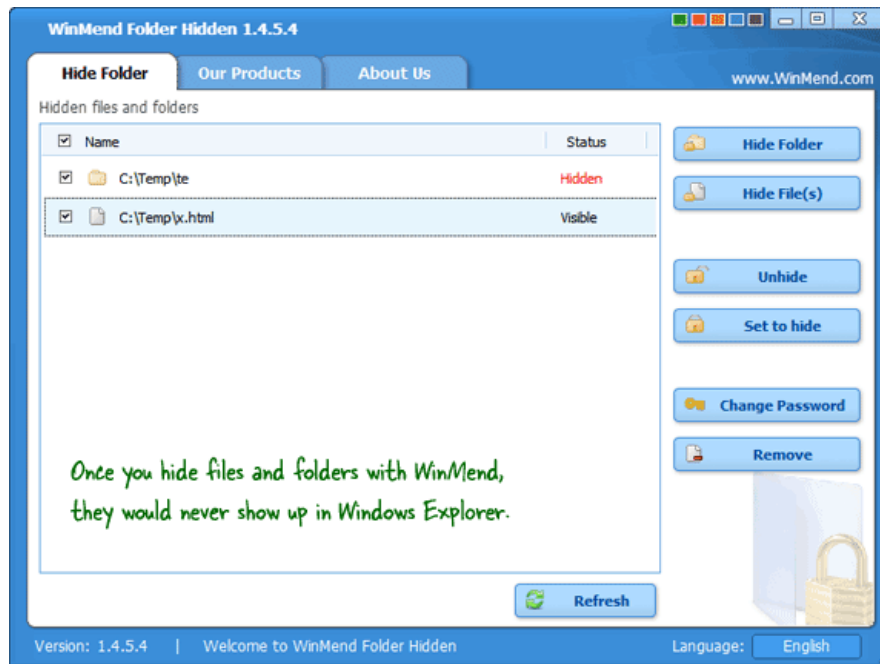 WinMend Folder Hidden 1.4.5.4
Hide Folder Our Products About Us
www.WinMend.com
Hidden files and folders
Name Status
C:\Temp\te Hidden
C:\Temp\x.html Visible
Hide Folder
Hide File(s)
Unhide
Set to hide
Change Password
Remove
Once you hide files and folders with WinMend,
they would never show up in Windows Explorer.
Refresh
Version: 1.4.5.4 | Welcome to WinMend Folder Hidden Language: English